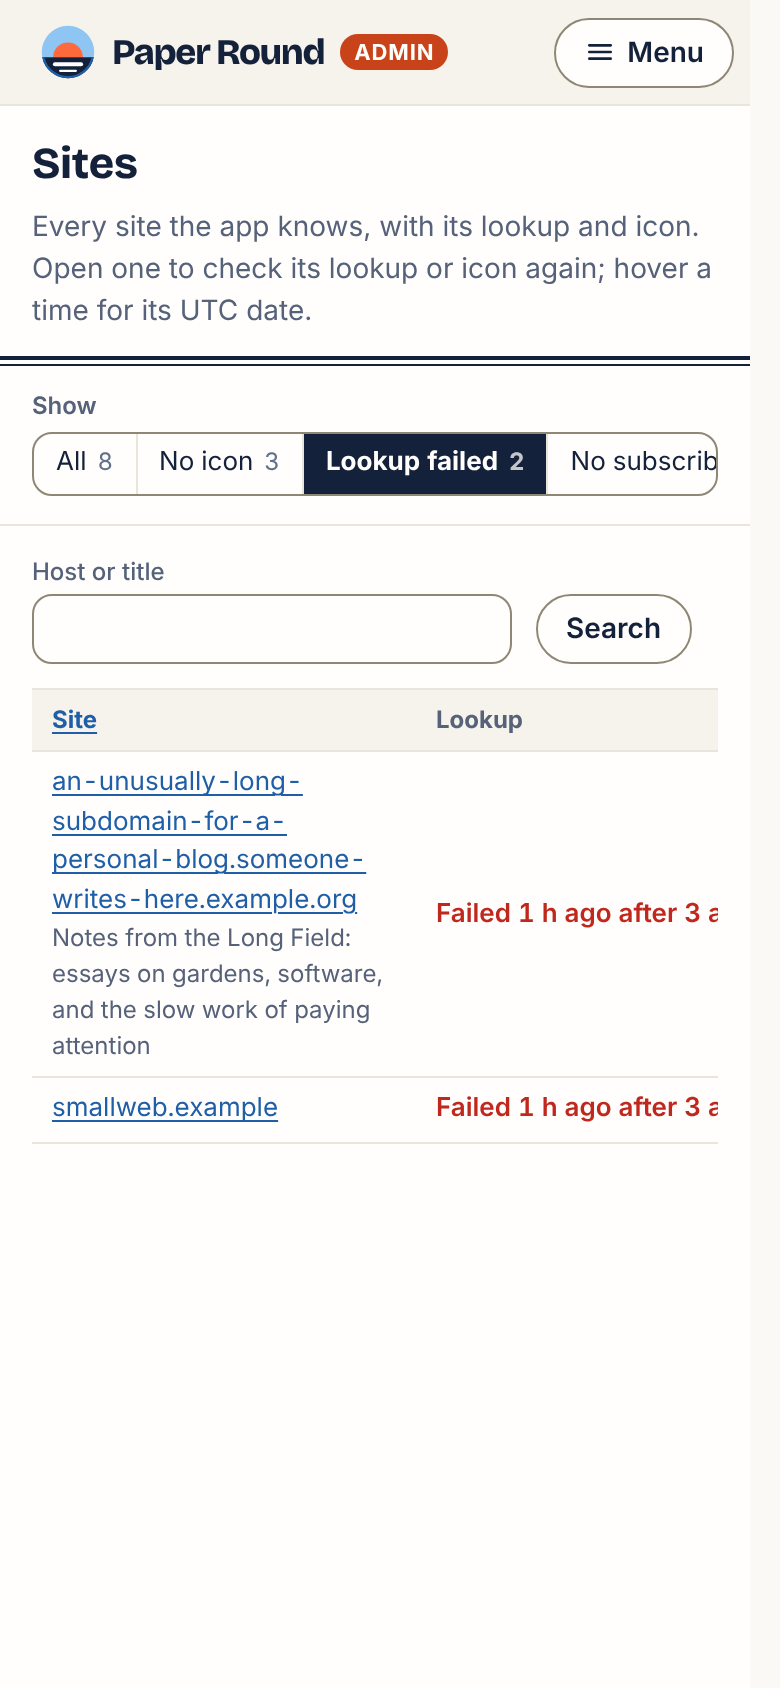 Paper Round ADMIN Menu
Sites
Every site the app knows, with its lookup and icon.
Open one to check its lookup or icon again; hover a
time for its UTC date.
Show
All 8 No icon 3 Lookup failed 2 No subscrib
Host or title
Search
Site Lookup
an-unusually-long-
subdomain-for-a-
personal-blog.someone-
writes-here.example.org
Failed 1 h ago after 3 a
Notes from the Long Field:
essays on gardens, software,
and the slow work of paying
attention
smallweb.example Failed 1 h ago after 3 a